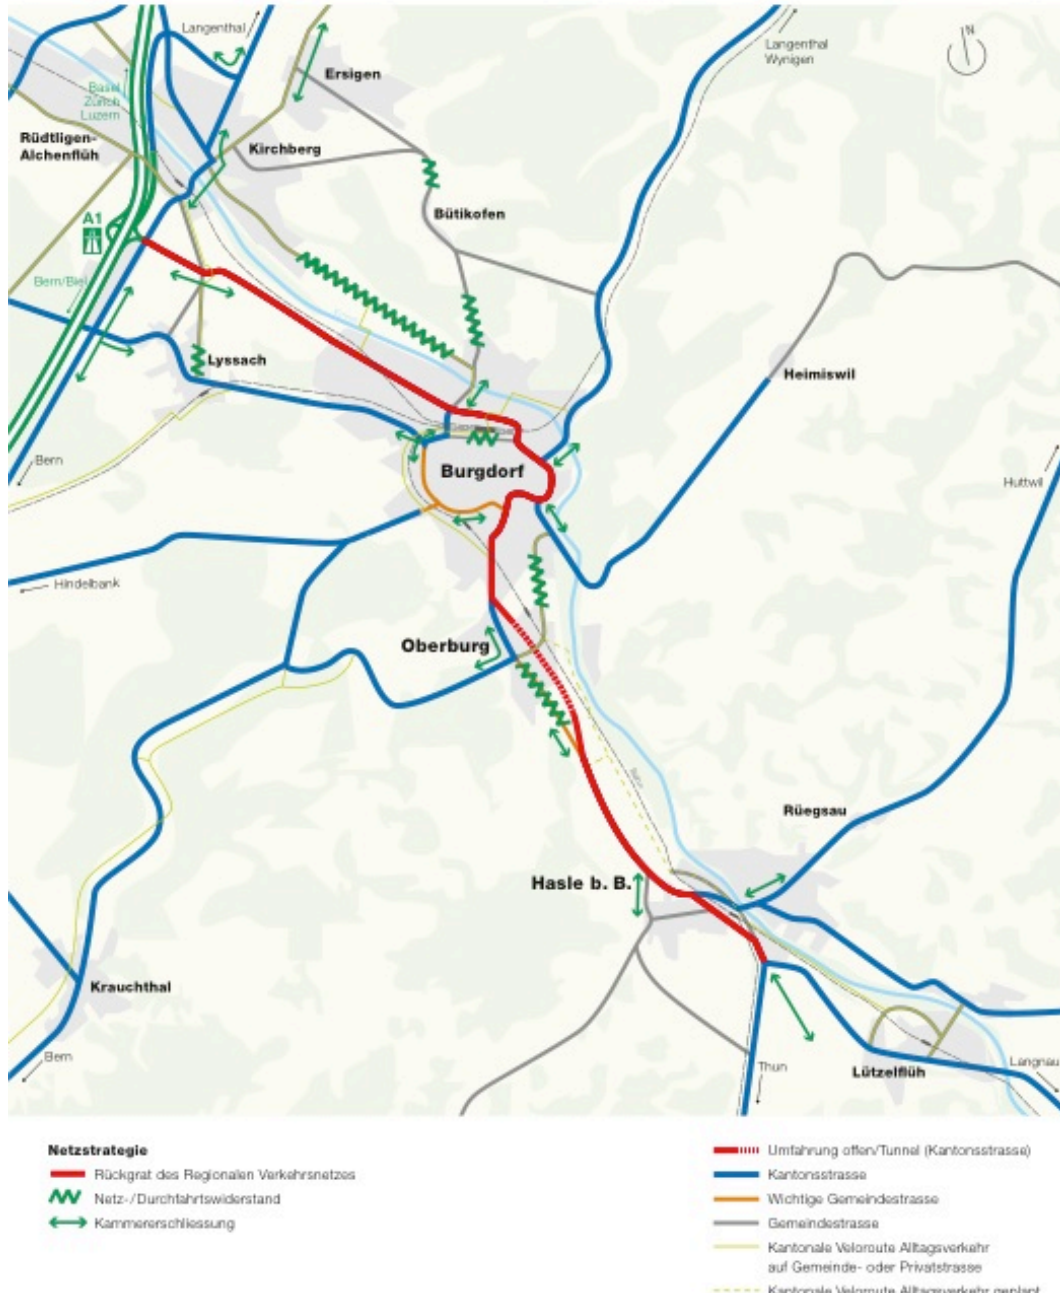 Langenthal
N
Langenthal
Wynigen
Ersigen
Basel
Zürich
Luzern
Rüdtligen-
Alchenflüh
Kirchberg
Bütikofen
A1
Bern/Biel
Lyssach
Heimiswil
Bern
Burgdorf
Huttwil
Hindelbank
Oberburg
Rüegsau
Hasle b. B.
Krauchthal
Bern
Thun
Lützelflüh
Langnau
Netzstrategie
Rückgrat des Regionalen Verkehrsnetzes
Netz-/Durchfahrtswiderstand
Kammererschliessung
Umfahrung offen/Tunnel (Kantonsstrasse)
Kantonsstrasse
Wichtige Gemeindestrasse
Gemeindestrasse
Kantonale Veloroute Alltagsverkehr
auf Gemeinde- oder Privatstrasse
Kantonale Veloroute Alltagsverkehr geplant